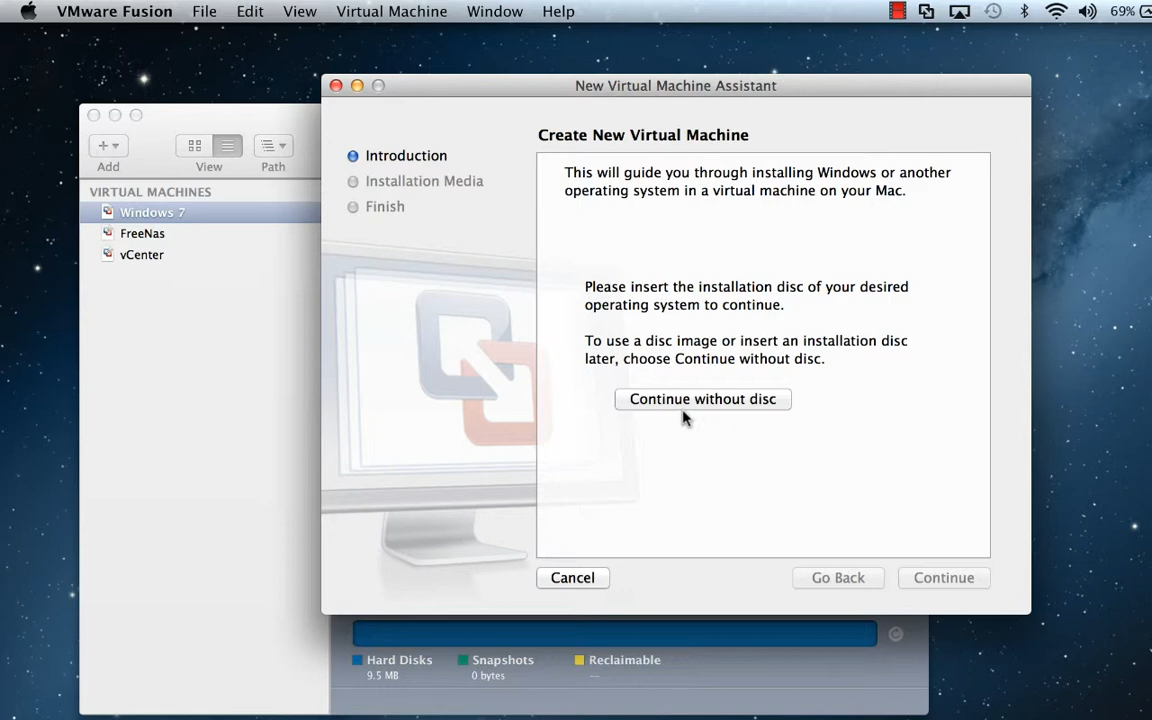 VMware Fusion File Edit View Virtual Machine Window Help 69%
New Virtual Machine Assistant
Create New Virtual Machine
Introduction
Installation Media
Finish
This will guide you through installing Windows or another
operating system in a virtual machine on your Mac.
Please insert the installation disc of your desired
operating system to continue.
To use a disc image or insert an installation disc
later, choose Continue without disc.
Continue without disc
Cancel Go Back Continue
Add View Path
VIRTUAL MACHINES
Windows 7
FreeNas
vCenter
Hard Disks Snapshots Reclaimable
9.5 MB 0 bytes --